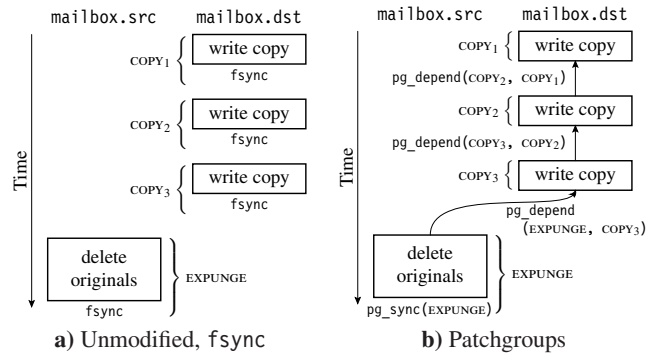 mailbox.src mailbox.dst
COPY1 { write copy
fsync
COPY2 { write copy
fsync
COPY3 { write copy
fsync
Time
delete
originals } EXPUNGE
fsync
a) Unmodified, fsync
mailbox.src mailbox.dst
COPY1 { write copy
pg_depend(COPY2, COPY1)
COPY2 { write copy
pg_depend(COPY3, COPY2)
COPY3 { write copy
pg_depend
(EXPUNGE, COPY3)
Time
delete
originals } EXPUNGE
pg_sync(EXPUNGE)
b) Patchgroups